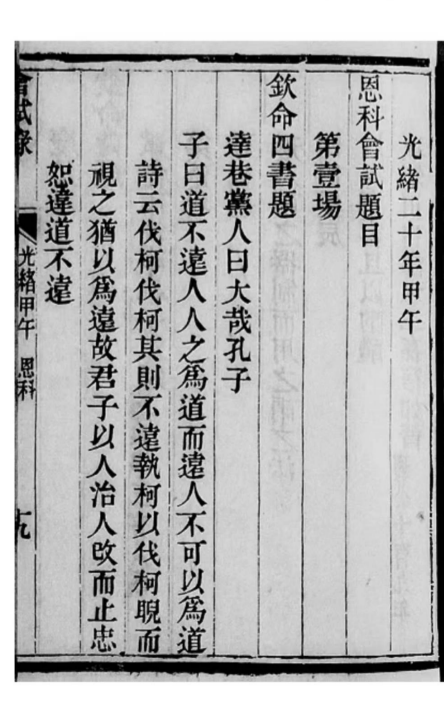 光緒二十年甲午
恩科會試題目
第壹場
欽命四書題
達巷黨人曰大哉孔子
子曰道不遠人人之爲道而遠人不可以爲道
詩云伐柯伐柯其則不遠執柯以伐柯睨而
視之猶以爲遠故君子以人治人改而止忠
恕違道不遠
會試錄
光緒甲午 恩科
十九